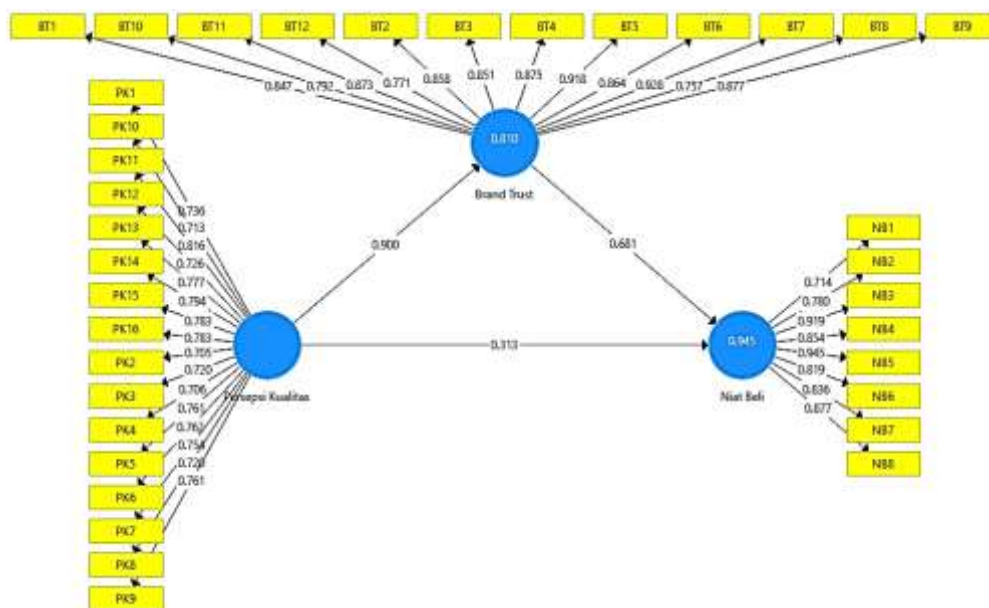 BT1 BT10 BT11 BT12 BT2 BT3 BT4 BT5 BT6 BT7 BT8 BT9
0.847 0.792 0.873 0.771 0.858 0.851 0.875 0.918 0.864 0.928 0.757 0.877
0.810
Brand Trust
PK1
PK10
PK11
PK12
PK13
PK14
PK15
PK16
PK2
PK3
PK4
PK5
PK6
PK7
PK8
PK9
0.736
0.713
0.816
0.726
0.777
0.794
0.783
0.783
0.705
0.720
0.706
0.761
0.762
0.754
0.720
0.761
Persepsi Kualitas
0.900
0.681
0.313
0.945
Niat Beli
0.714
0.780
0.919
0.854
0.945
0.819
0.836
0.877
NB1
NB2
NB3
NB4
NB5
NB6
NB7
NB8